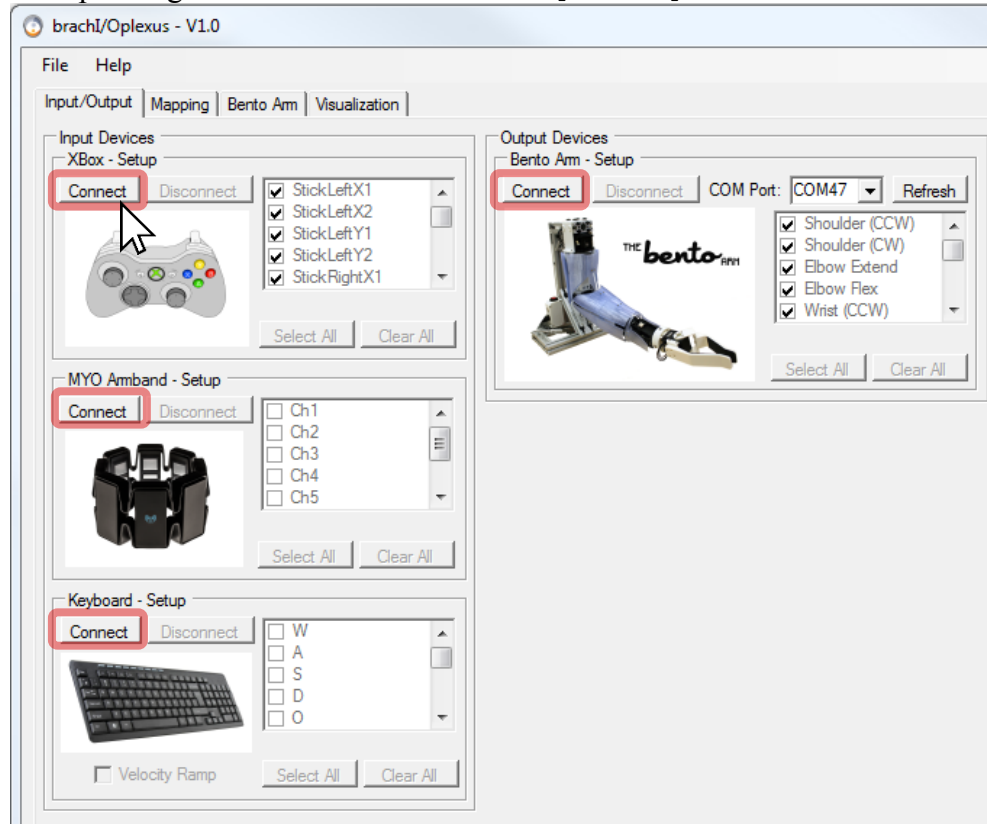 brachI/Oplexus - V1.0
File Help
Input/Output Mapping Bento Arm Visualization
Input Devices
XBox - Setup
Connect Disconnect
StickLeftX1
StickLeftX2
StickLeftY1
StickLeftY2
StickRightX1
Select All Clear All
MYO Armband - Setup
Connect Disconnect
Ch1
Ch2
Ch3
Ch4
Ch5
Select All Clear All
Keyboard - Setup
Connect Disconnect
W
A
S
D
O
Velocity Ramp Select All Clear All
Output Devices
Bento Arm - Setup
Connect Disconnect COM Port: COM47 Refresh
THE bento ARM
Shoulder (CCW)
Shoulder (CW)
Elbow Extend
Elbow Flex
Wrist (CCW)
Select All Clear All